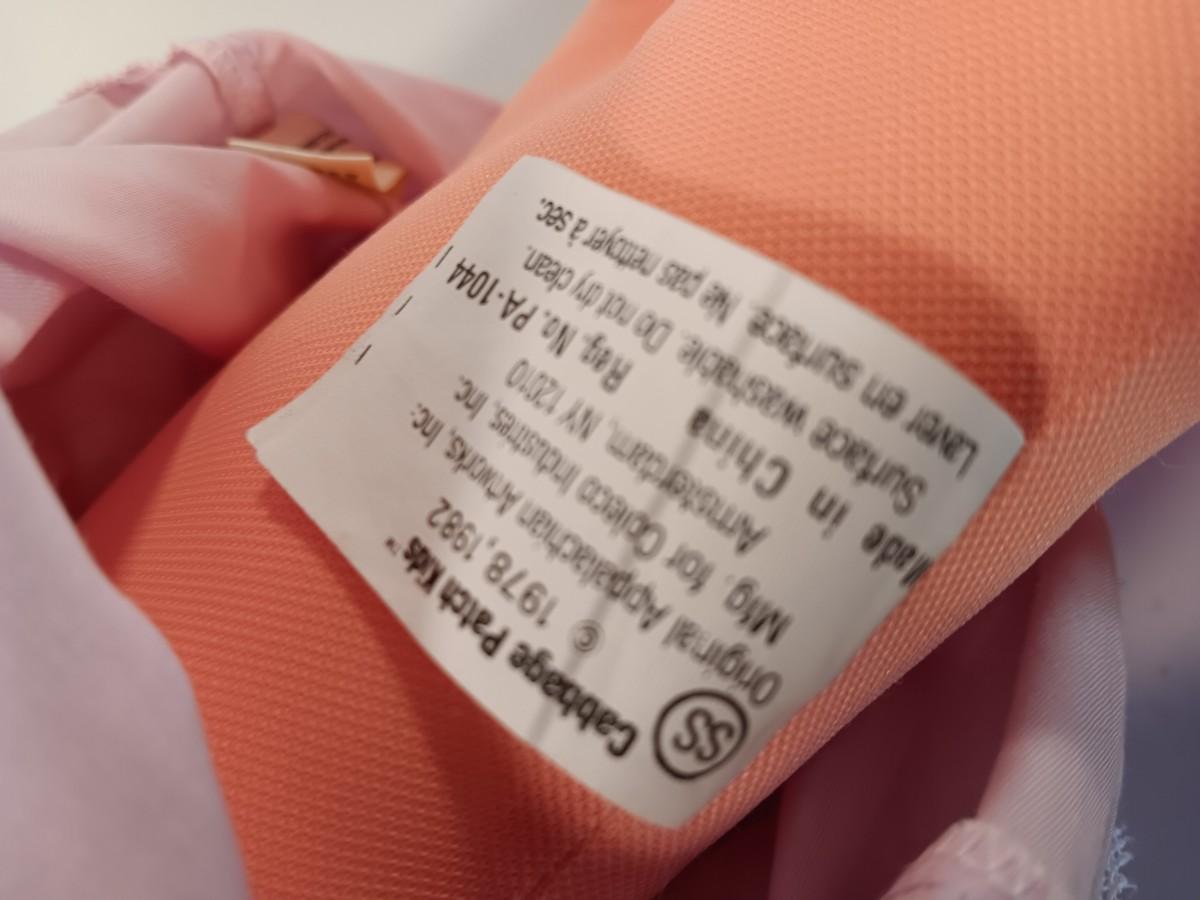 SS
Cabbage Patch Kids™
© 1978, 1982
Original Appalachian Artworks, Inc.
Mfg. for Coleco Industries, Inc.
Amsterdam, NY 12010
Made in China
Reg. No. PA-1044
Surface washable. Do not dry clean.
Laver en surface. Ne pas nettoyer à sec.